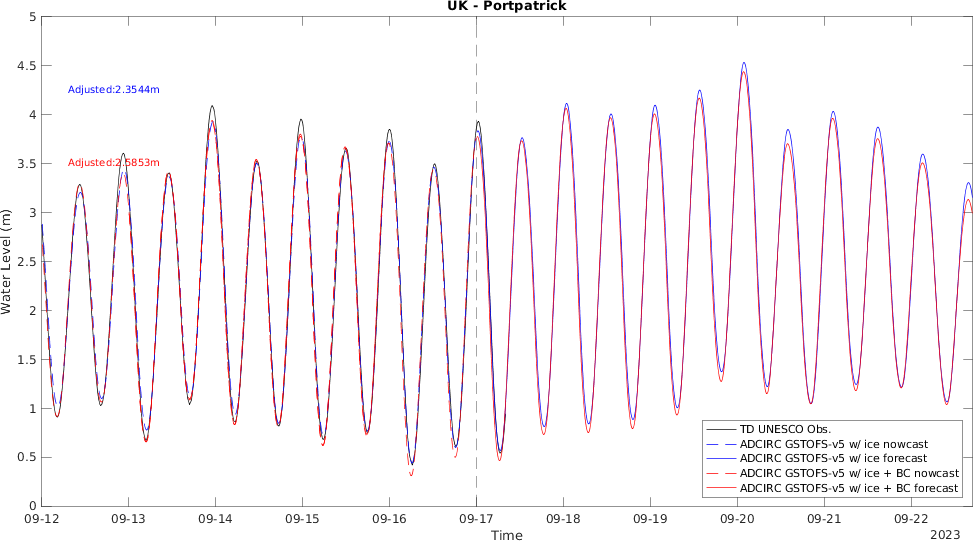 UK - Portpatrick
Water Level (m)
5
4.5
4
3.5
3
2.5
2
1.5
1
0.5
0
Adjusted:2.3544m
Adjusted:2.5853m
TD UNESCO Obs.
ADCIRC GSTOFS-v5 w/ ice nowcast
ADCIRC GSTOFS-v5 w/ ice forecast
ADCIRC GSTOFS-v5 w/ ice + BC nowcast
ADCIRC GSTOFS-v5 w/ ice + BC forecast
09-12 09-13 09-14 09-15 09-16 09-17 09-18 09-19 09-20 09-21 09-22
Time
2023